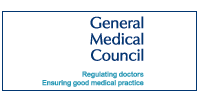 General
Medical
Council
Regulating doctors
Ensuring good medical practice